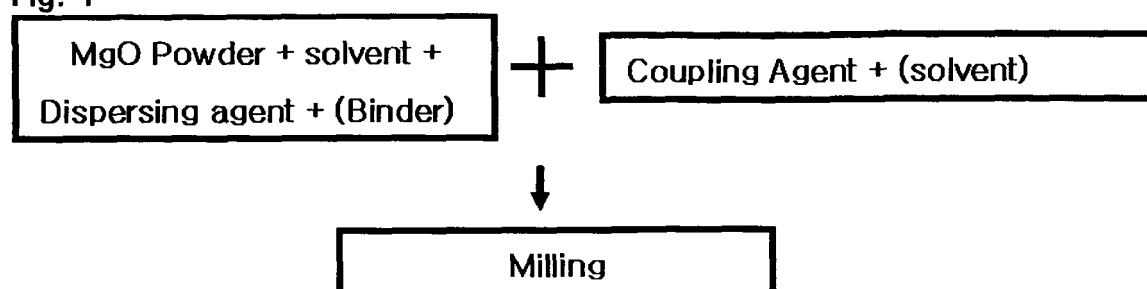 MgO Powder + solvent +
Dispersing agent + (Binder)
+
Coupling Agent + (solvent)
Milling